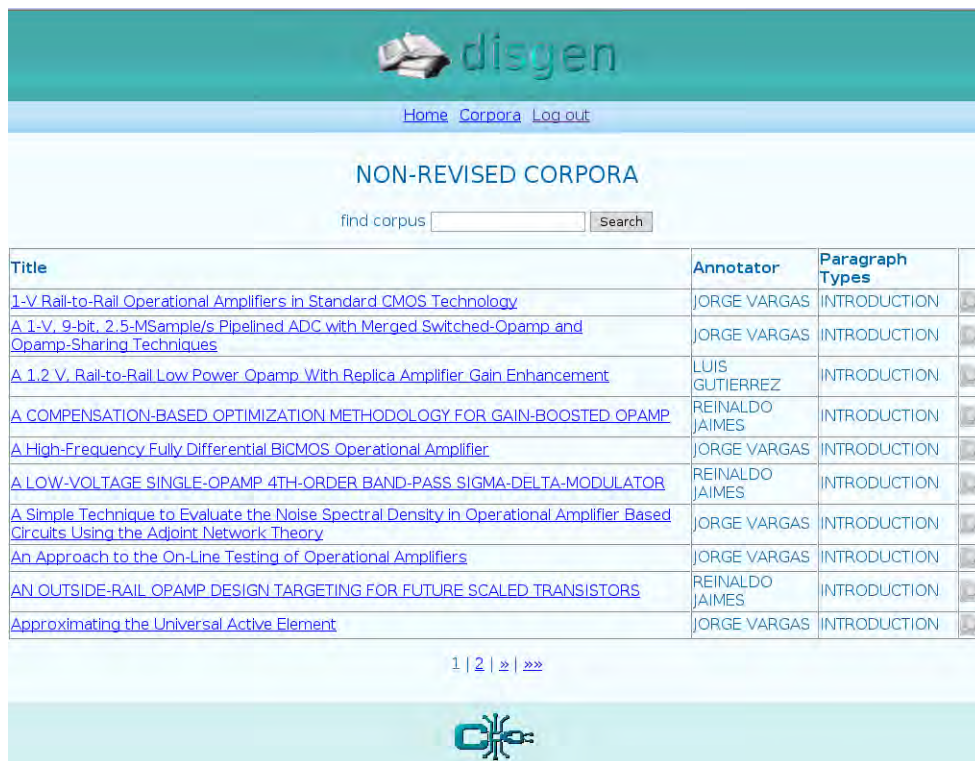 disgen
Home Corpora Log out
NON-REVISED CORPORA
find corpus Search
Title Annotator Paragraph Types
1-V Rail-to-Rail Operational Amplifiers in Standard CMOS Technology JORGE VARGAS INTRODUCTION
A 1-V, 9-bit, 2.5-MSample/s Pipelined ADC with Merged Switched-Opamp and
Opamp-Sharing Techniques JORGE VARGAS INTRODUCTION
A 1.2 V, Rail-to-Rail Low Power Opamp With Replica Amplifier Gain Enhancement LUIS GUTIERREZ INTRODUCTION
A COMPENSATION-BASED OPTIMIZATION METHODOLOGY FOR GAIN-BOOSTED OPAMP REINALDO JAIMES INTRODUCTION
A High-Frequency Fully Differential BiCMOS Operational Amplifier JORGE VARGAS INTRODUCTION
A LOW-VOLTAGE SINGLE-OPAMP 4TH-ORDER BAND-PASS SIGMA-DELTA-MODULATOR REINALDO JAIMES INTRODUCTION
A Simple Technique to Evaluate the Noise Spectral Density in Operational Amplifier Based
Circuits Using the Adjoint Network Theory JORGE VARGAS INTRODUCTION
An Approach to the On-Line Testing of Operational Amplifiers JORGE VARGAS INTRODUCTION
AN OUTSIDE-RAIL OPAMP DESIGN TARGETING FOR FUTURE SCALED TRANSISTORS REINALDO JAIMES INTRODUCTION
Approximating the Universal Active Element JORGE VARGAS INTRODUCTION
1 | 2 | » | »»